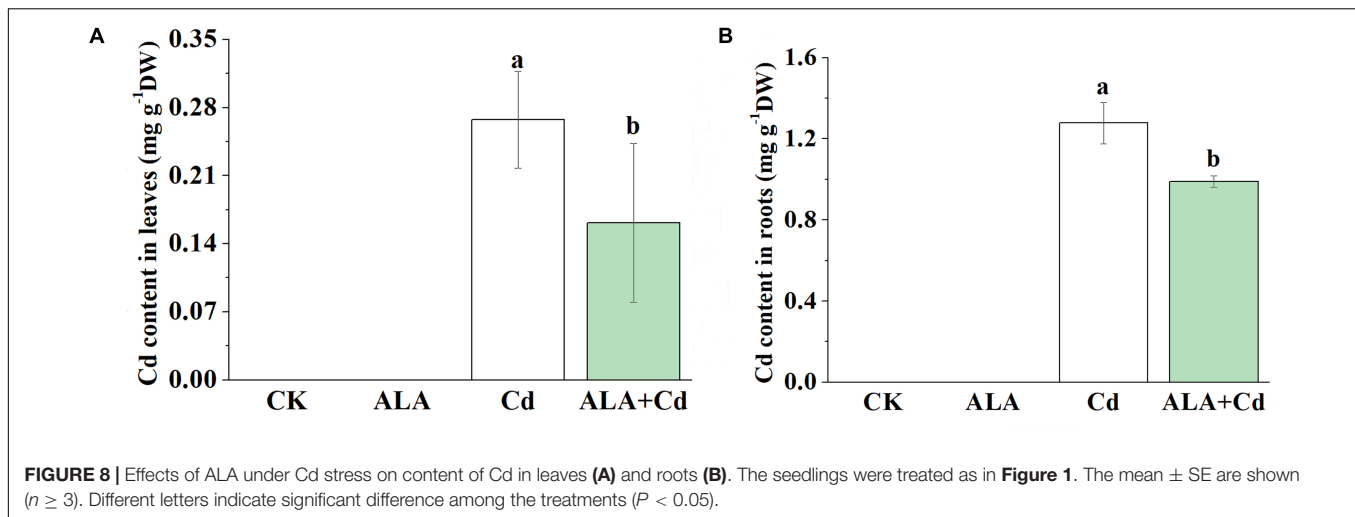 A
Cd content in leaves (mg g⁻¹DW)
0.35
0.28
0.21
0.14
0.07
0.00
a
b
CK ALA Cd ALA+Cd
B
Cd content in roots (mg g⁻¹DW)
1.6
1.2
0.8
0.4
0.0
a
b
CK ALA Cd ALA+Cd
FIGURE 8 | Effects of ALA under Cd stress on content of Cd in leaves (A) and roots (B). The seedlings were treated as in Figure 1. The mean ± SE are shown
(n ≥ 3). Different letters indicate significant difference among the treatments (P < 0.05).